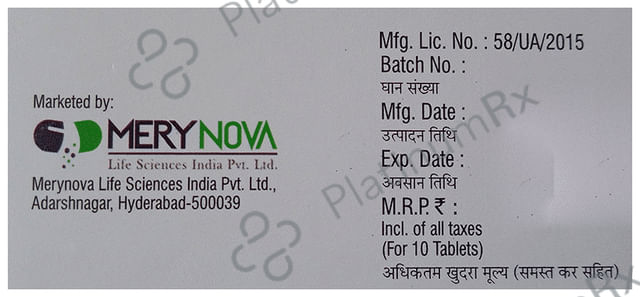 Marketed by:
MERYNOVA
Life Sciences India Pvt. Ltd.
Merynova Life Sciences India Pvt. Ltd.,
Adarshnagar, Hyderabad-500039
Mfg. Lic. No. : 58/UA/2015
Batch No. :
घान संख्या
Mfg. Date :
उत्पादन तिथि
Exp. Date :
अवसान तिथि
M.R.P. ₹ :
Incl. of all taxes
(For 10 Tablets)
अधिकतम खुदरा मूल्य (समस्त कर सहित)
PlatinumRx
PlatinumRx